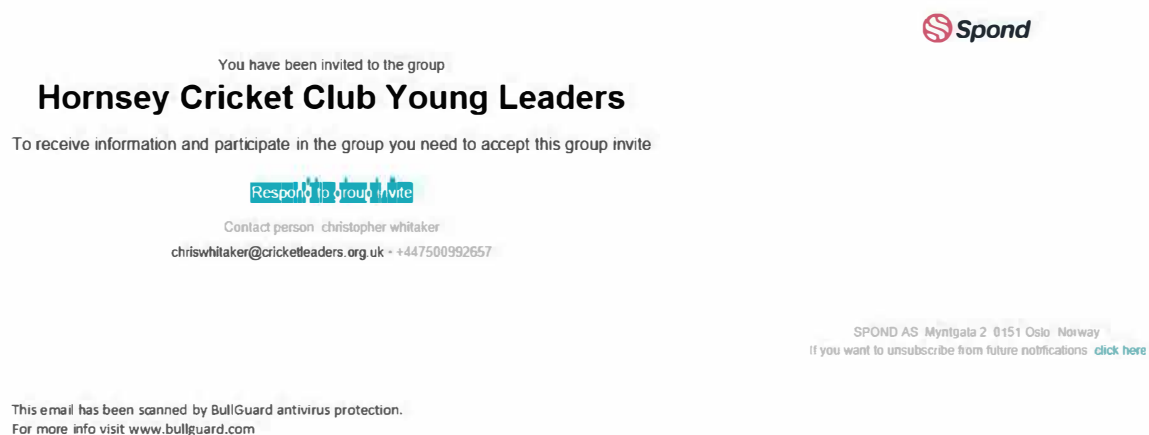 Spond
You have been invited to the group
Hornsey Cricket Club Young Leaders
To receive information and participate in the group you need to accept this group invite
Respond to group invite
Contact person christopher whitaker
chriswhitaker@cricketleaders.org.uk - +447500992657
SPOND AS Myntgata 2 0151 Oslo Norway
If you want to unsubscribe from future notifications click here
This email has been scanned by BullGuard antivirus protection.
For more info visit www.bullguard.com